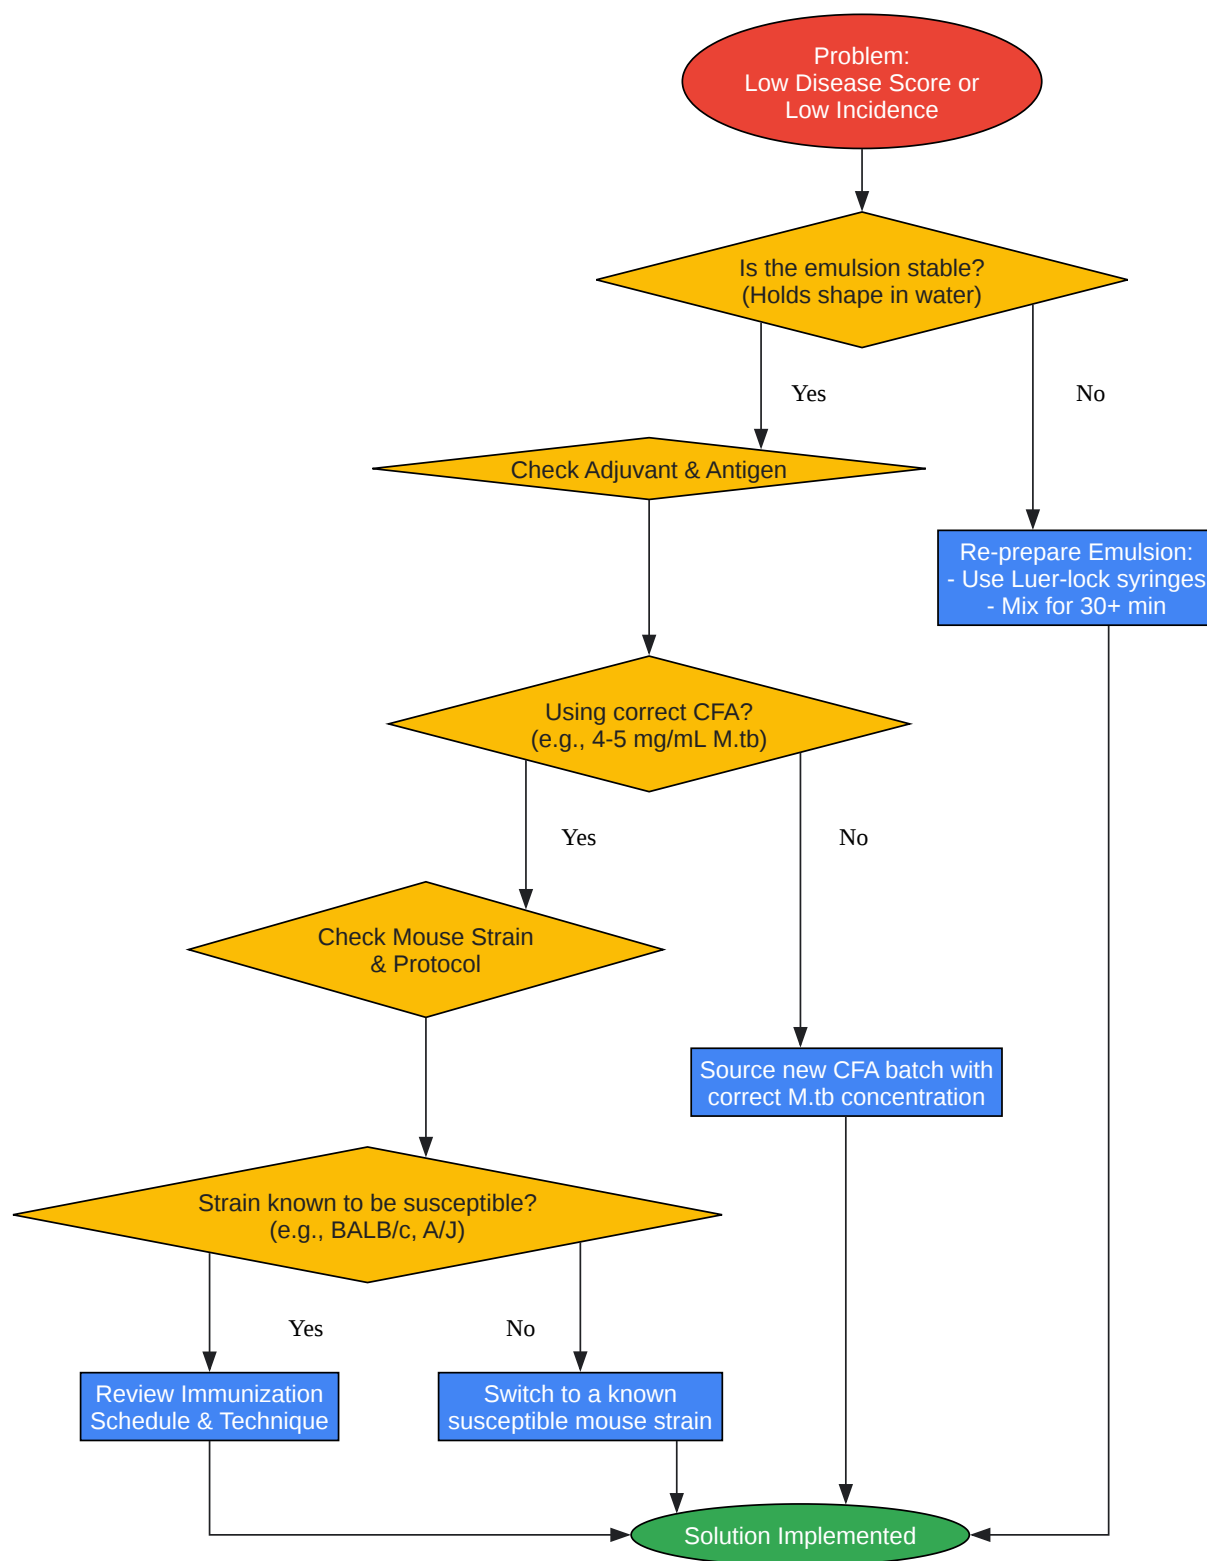 Problem:
Low Disease Score or
Low Incidence
Is the emulsion stable?
(Holds shape in water)
Yes
No
Check Adjuvant & Antigen
Re-prepare Emulsion:
- Use Luer-lock syringes
- Mix for 30+ min
Using correct CFA?
(e.g., 4-5 mg/mL M.tb)
Yes
No
Check Mouse Strain
& Protocol
Source new CFA batch with
correct M.tb concentration
Strain known to be susceptible?
(e.g., BALB/c, A/J)
Yes
No
Review Immunization
Schedule & Technique
Switch to a known
susceptible mouse strain
Solution Implemented